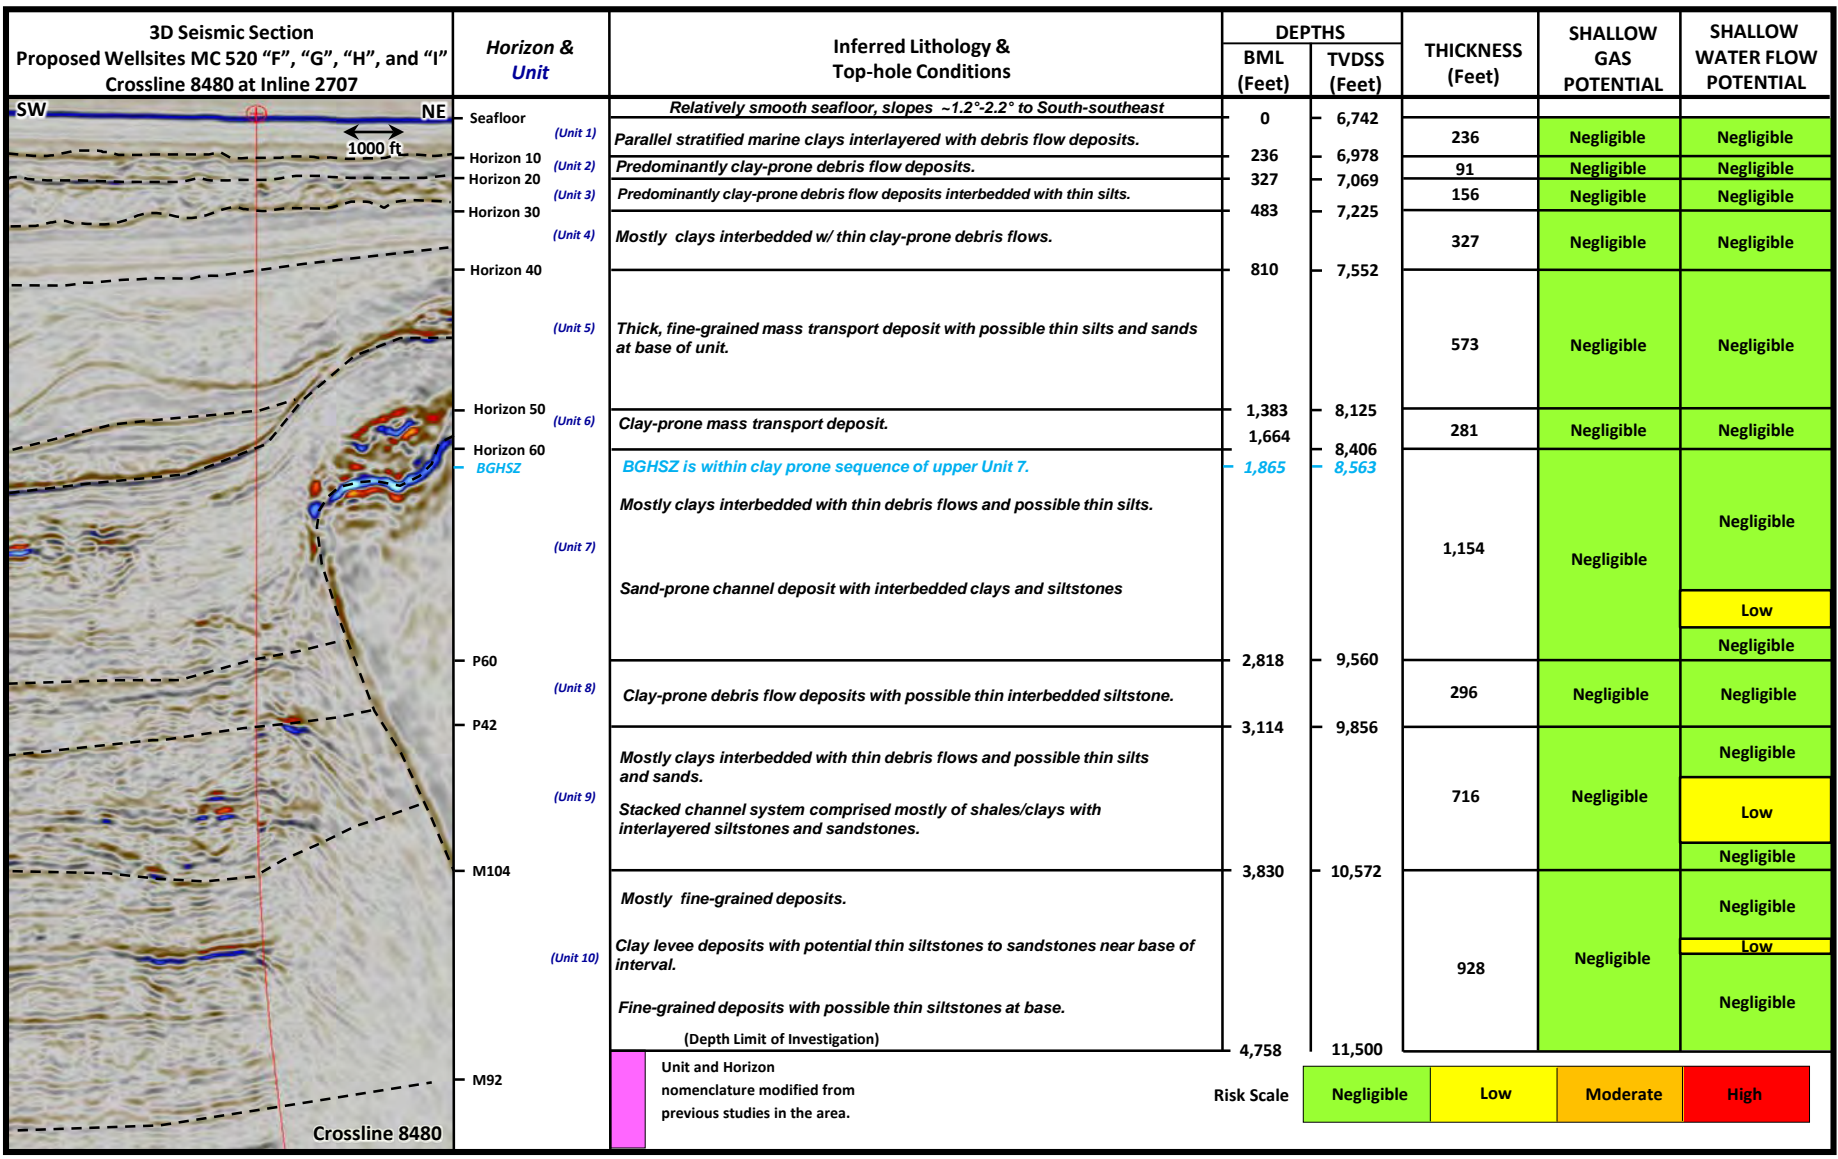 3D Seismic Section
Proposed Wellsites MC 520 “F”, “G”, “H”, and “I”
Crossline 8480 at Inline 2707
Horizon &
Unit
Inferred Lithology &
Top-hole Conditions
DEPTHS
BML
(Feet)
TVDSS
(Feet)
THICKNESS
(Feet)
SHALLOW
GAS
POTENTIAL
SHALLOW
WATER FLOW
POTENTIAL
SW
NE
1000 ft
Seafloor
Relatively smooth seafloor, slopes ~1.2°-2.2° to South-southeast
0
6,742
(Unit 1)
Parallel stratified marine clays interlayered with debris flow deposits.
236
Negligible
Negligible
Horizon 10
236
6,978
(Unit 2)
Predominantly clay-prone debris flow deposits.
91
Negligible
Negligible
Horizon 20
327
7,069
(Unit 3)
Predominantly clay-prone debris flow deposits interbedded with thin silts.
156
Negligible
Negligible
Horizon 30
483
7,225
(Unit 4)
Mostly clays interbedded w/ thin clay-prone debris flows.
327
Negligible
Negligible
Horizon 40
810
7,552
(Unit 5)
Thick, fine-grained mass transport deposit with possible thin silts and sands
at base of unit.
573
Negligible
Negligible
Horizon 50
1,383
8,125
(Unit 6)
Clay-prone mass transport deposit.
281
Negligible
Negligible
Horizon 60
1,664
8,406
BGHSZ
BGHSZ is within clay prone sequence of upper Unit 7.
1,865
8,563
Mostly clays interbedded with thin debris flows and possible thin silts.
(Unit 7)
Sand-prone channel deposit with interbedded clays and siltstones
1,154
Negligible
Negligible
Low
Negligible
P60
2,818
9,560
(Unit 8)
Clay-prone debris flow deposits with possible thin interbedded siltstone.
296
Negligible
Negligible
P42
3,114
9,856
Mostly clays interbedded with thin debris flows and possible thin silts
and sands.
(Unit 9)
Stacked channel system comprised mostly of shales/clays with
interlayered siltstones and sandstones.
716
Negligible
Negligible
Low
Negligible
M104
3,830
10,572
Mostly fine-grained deposits.
Clay levee deposits with potential thin siltstones to sandstones near base of
interval.
(Unit 10)
Fine-grained deposits with possible thin siltstones at base.
928
Negligible
Negligible
Low
Negligible
(Depth Limit of Investigation)
4,758
11,500
M92
Unit and Horizon
nomenclature modified from
previous studies in the area.
Risk Scale
Negligible
Low
Moderate
High
Crossline 8480